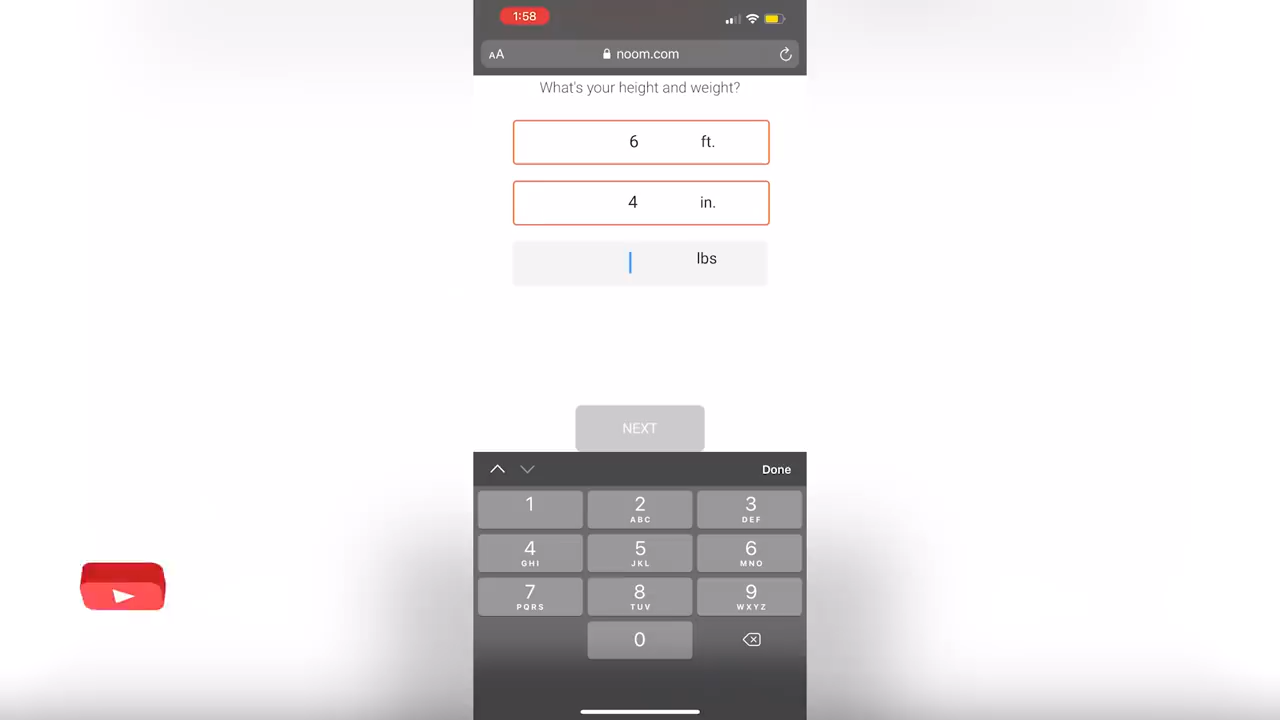 1:58
AA noom.com
What's your height and weight?
6 ft.
4 in.
lbs
NEXT
Done
1 2 3
ABC DEF
4 5 6
GHI JKL MNO
7 8 9
PQRS TUV WXYZ
0